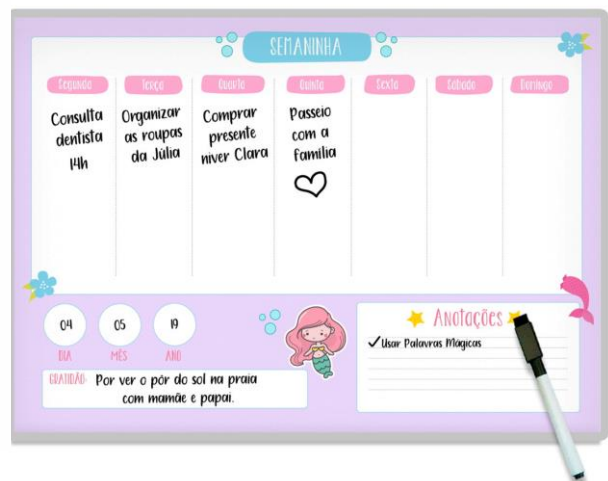 SEMANINHA
Segunda
Terça
Quarta
Quinta
Sexta
Sábado
Domingo
Consulta
dentista
14h
Organizar
as roupas
da Júlia
Comprar
presente
niver Clara
Passeio
com a
família
04
05
19
DIA
MÊS
ANO
GRATIDÃO: Por ver o pôr do sol na praia
com mamãe e papai.
Anotações
✓Usar Palavras Mágicas